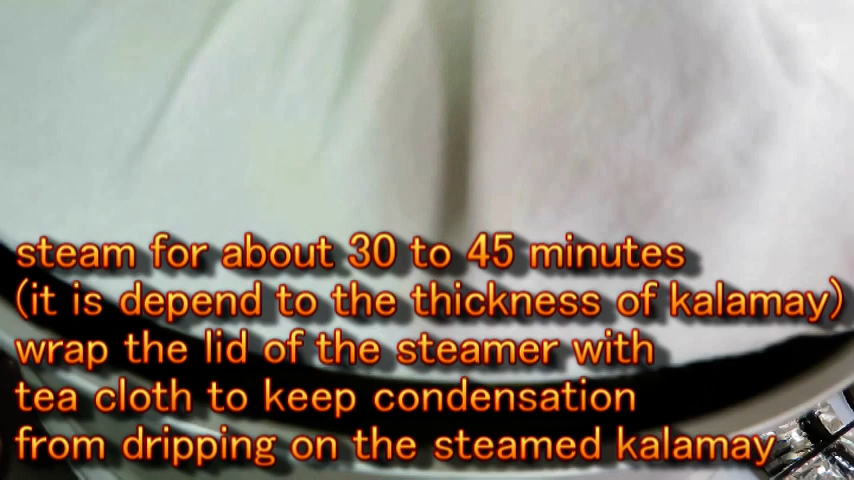 steam for about 30 to 45 minutes
(it is depend to the thickness of kalamay)
wrap the lid of the steamer with
tea cloth to keep condensation
from dripping on the steamed kalamay